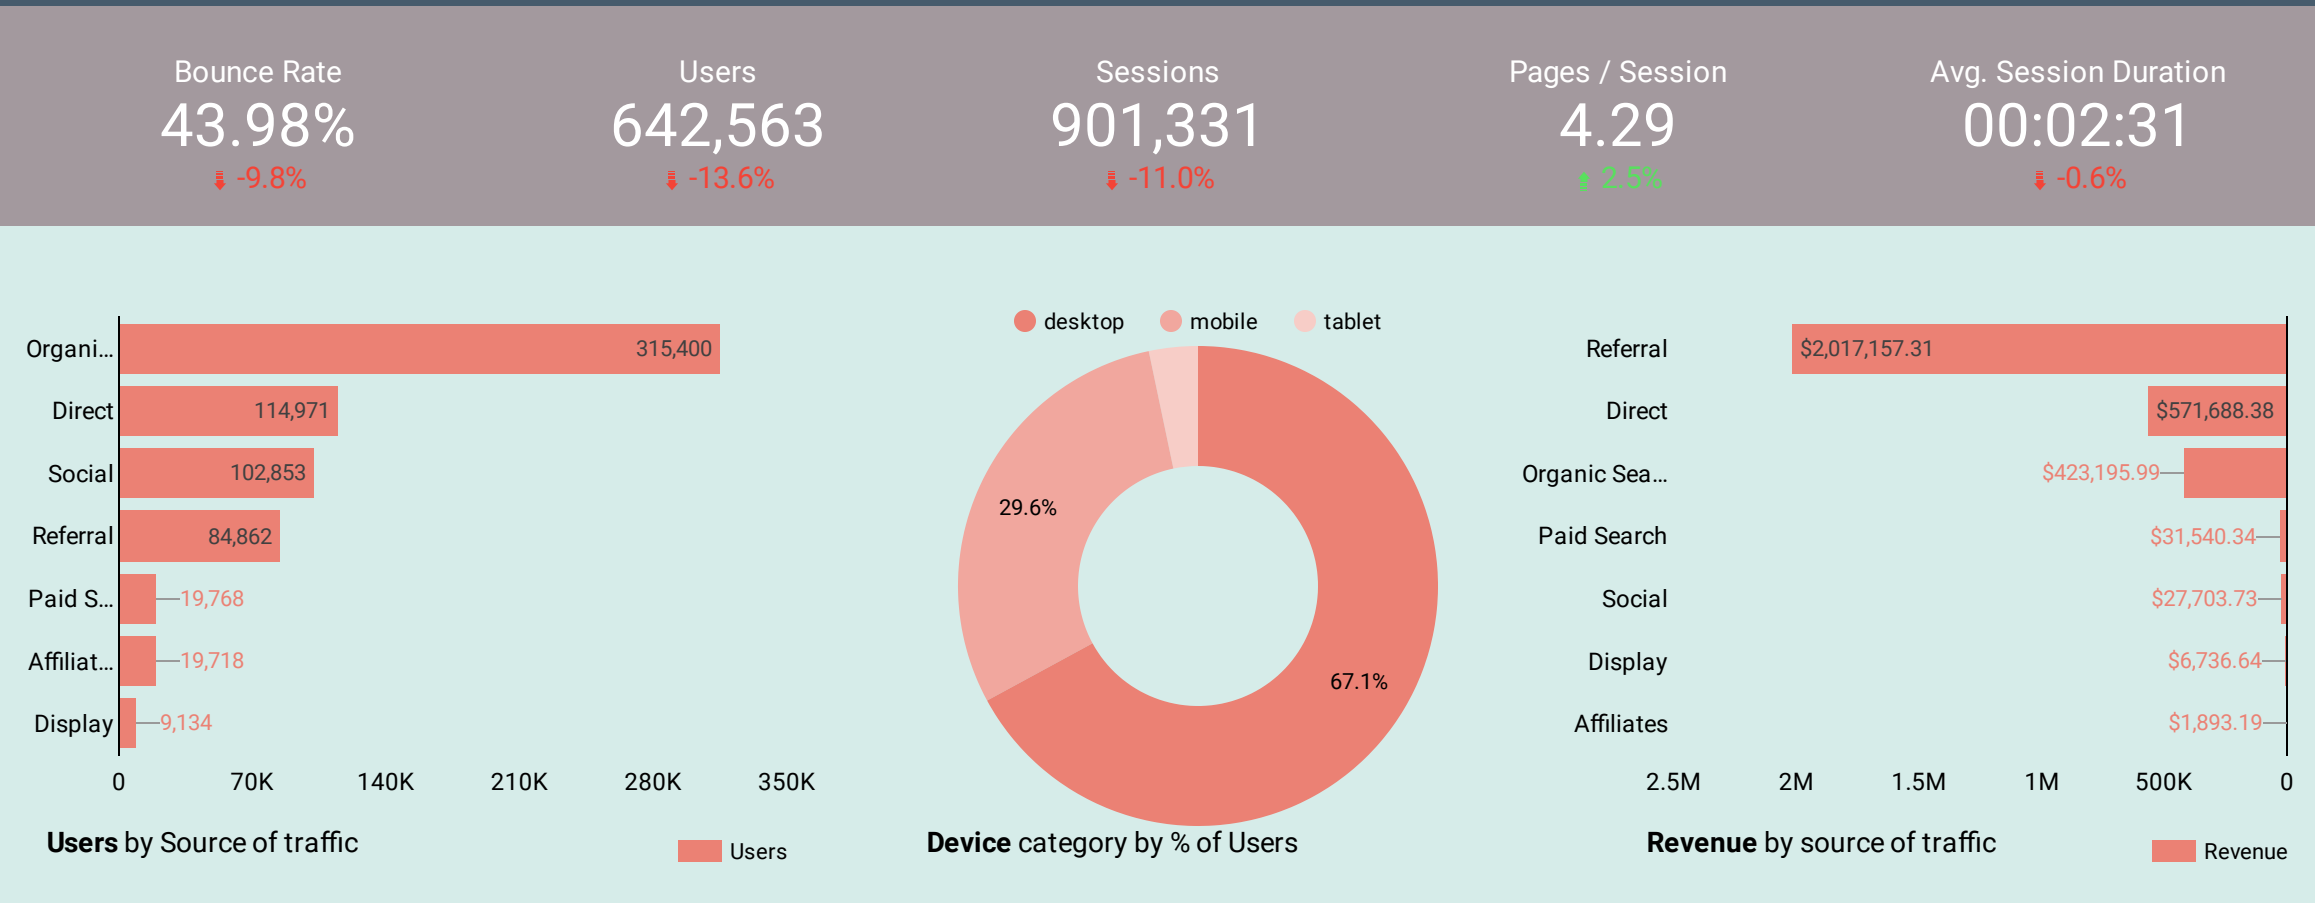 Bounce Rate
43.98%
-9.8%
Users
642,563
-13.6%
Sessions
901,331
-11.0%
Pages / Session
4.29
2.5%
Avg. Session Duration
00:02:31
-0.6%
Organi...
315,400
Direct
114,971
Social
102,853
Referral
84,862
Paid S...
19,768
Affiliat...
19,718
Display
9,134
0 70K 140K 210K 280K 350K
Users by Source of traffic
Users
desktop mobile tablet
29.6%
67.1%
Device category by % of Users
Referral
$2,017,157.31
Direct
$571,688.38
Organic Sea...
$423,195.99
Paid Search
$31,540.34
Social
$27,703.73
Display
$6,736.64
Affiliates
$1,893.19
2.5M 2M 1.5M 1M 500K 0
Revenue by source of traffic
Revenue